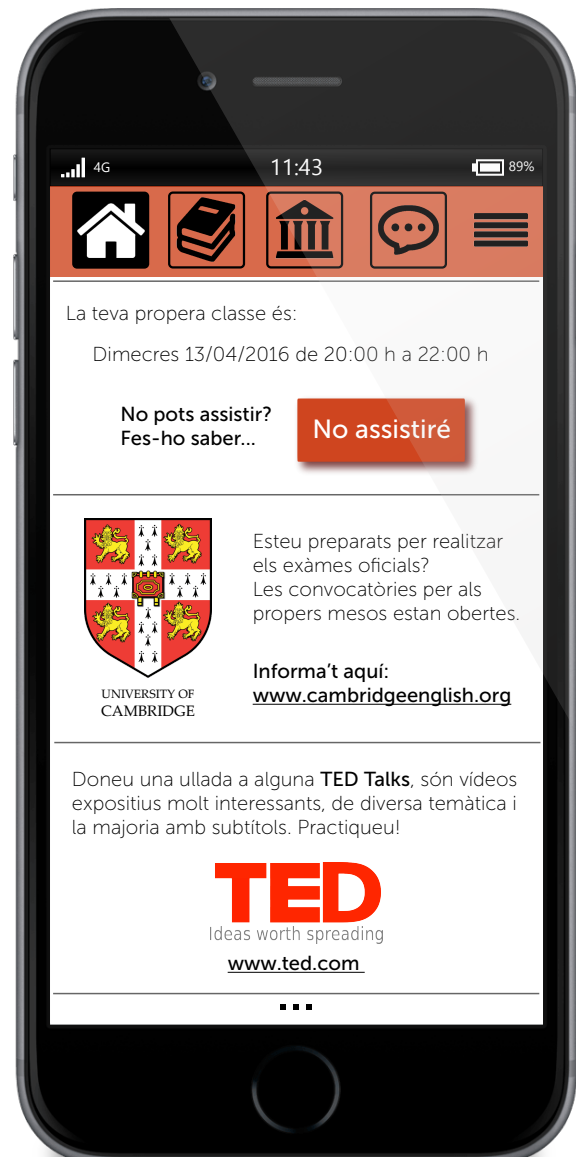 4G 11:43 89%
La teva propera classe és:
Dimecres 13/04/2016 de 20:00 h a 22:00 h
No pots assistir?
Fes-ho saber...
No assistiré
Esteu preparats per realitzar
els exàmes oficials?
Les convocatòries per als
propers mesos estan obertes.
Informa't aquí:
www.cambridgeenglish.org
UNIVERSITY OF
CAMBRIDGE
Doneu una ullada a alguna TED Talks, són vídeos
expositius molt interessants, de diversa temàtica i
la majoria amb subtítols. Practiqueu!
TED
Ideas worth spreading
www.ted.com
...